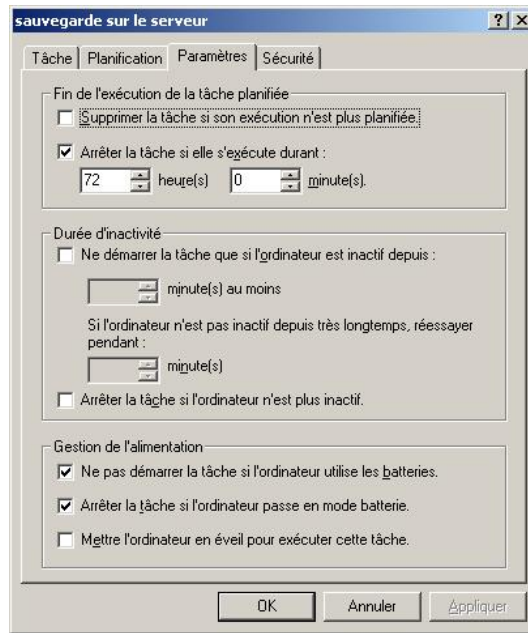 sauvegarde sur le serveur
Tâche Planification Paramètres Sécurité
Fin de l'exécution de la tâche planifiée
Supprimer la tâche si son exécution n'est plus planifiée.
Arrêter la tâche si elle s'exécute durant :
72 heure(s) 0 minute(s).
Durée d'inactivité
Ne démarrer la tâche que si l'ordinateur est inactif depuis :
minute(s) au moins
Si l'ordinateur n'est pas inactif depuis très longtemps, réessayer
pendant :
minute(s)
Arrêter la tâche si l'ordinateur n'est plus inactif.
Gestion de l'alimentation
Ne pas démarrer la tâche si l'ordinateur utilise les batteries.
Arrêter la tâche si l'ordinateur passe en mode batterie.
Mettre l'ordinateur en éveil pour exécuter cette tâche.
OK Annuler Appliquer